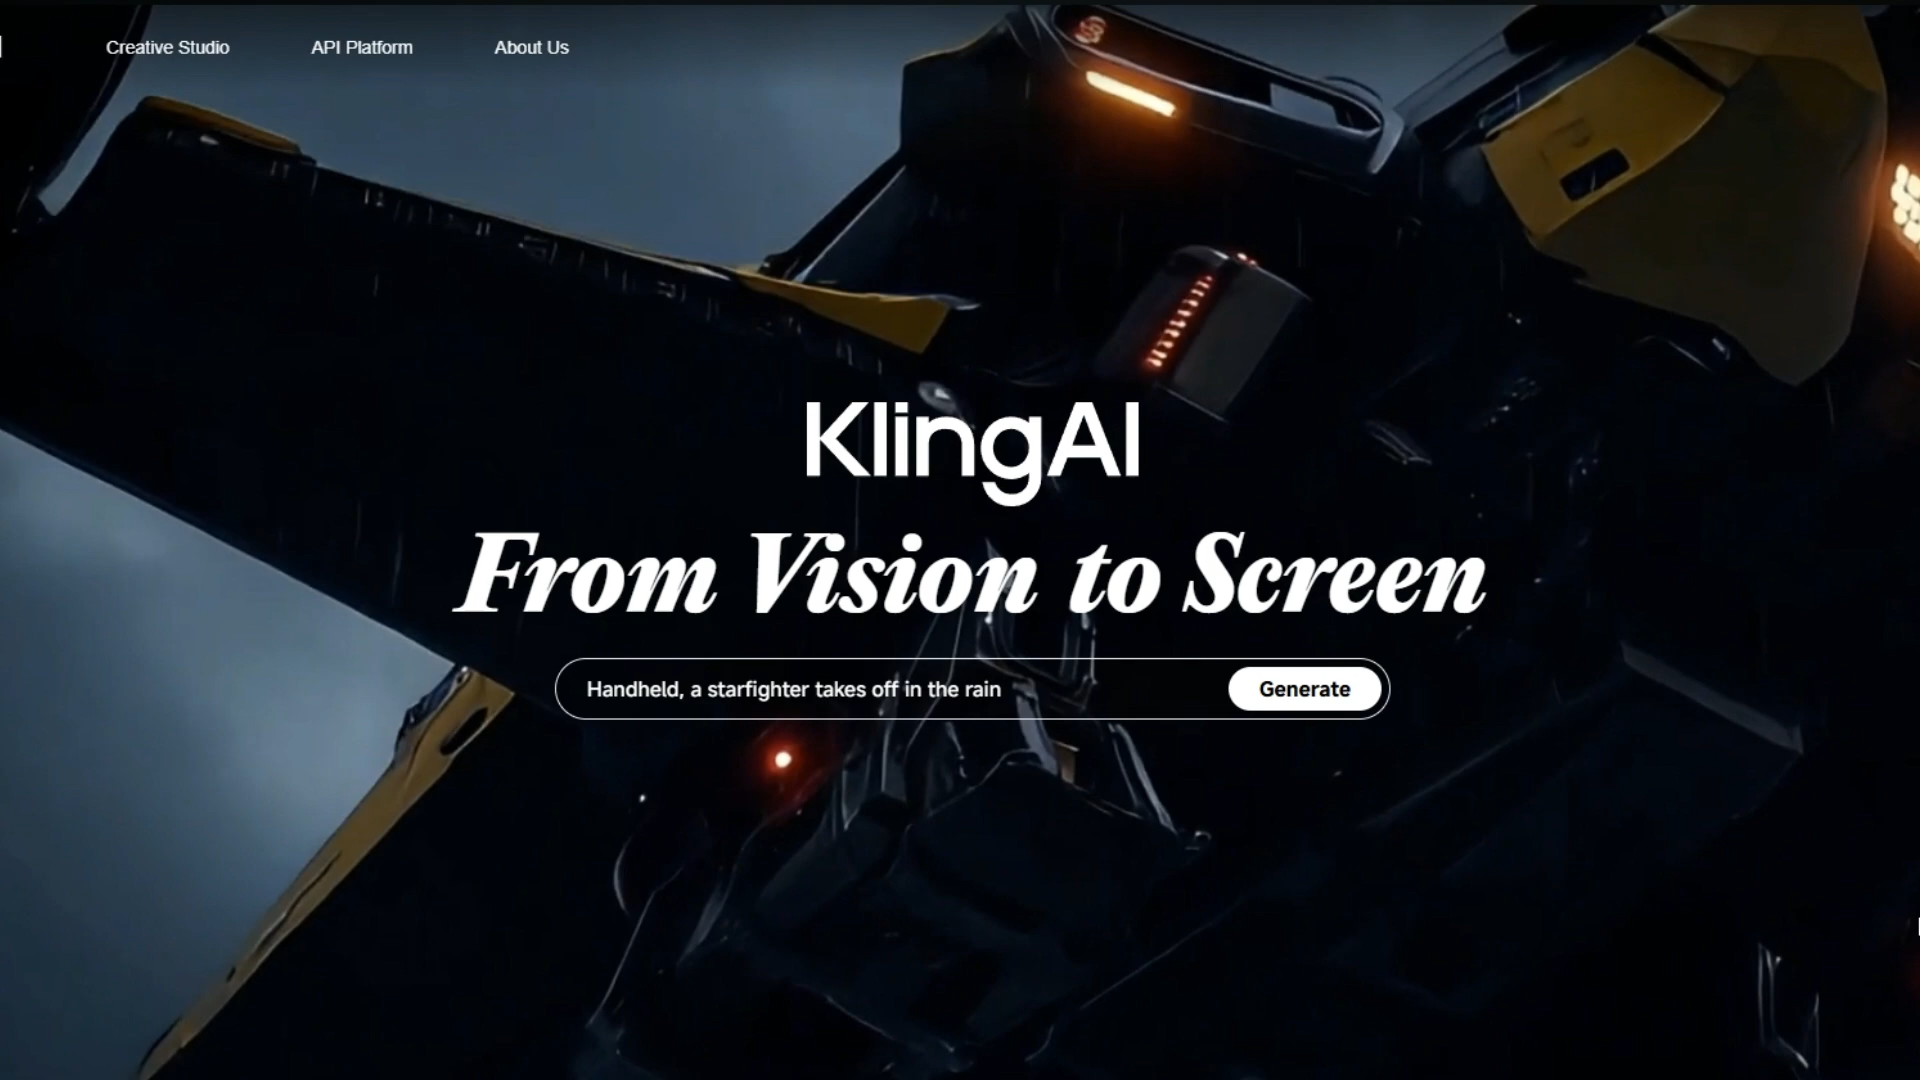 Creative Studio
API Platform
About Us
KlingAI
From Vision to Screen
Handheld, a starfighter takes off in the rain
Generate